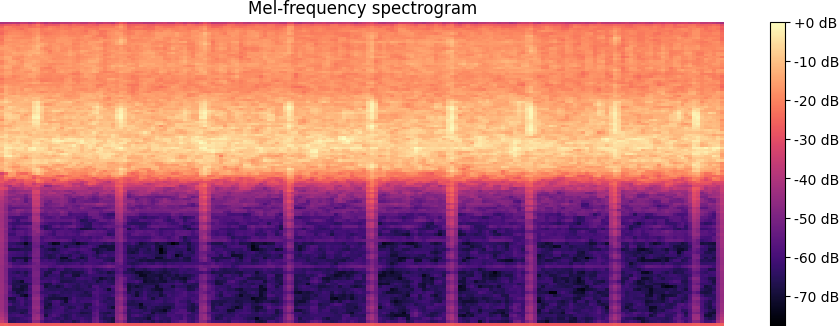 Mel-frequency spectrogram
+0 dB
-10 dB
-20 dB
-30 dB
-40 dB
-50 dB
-60 dB
-70 dB